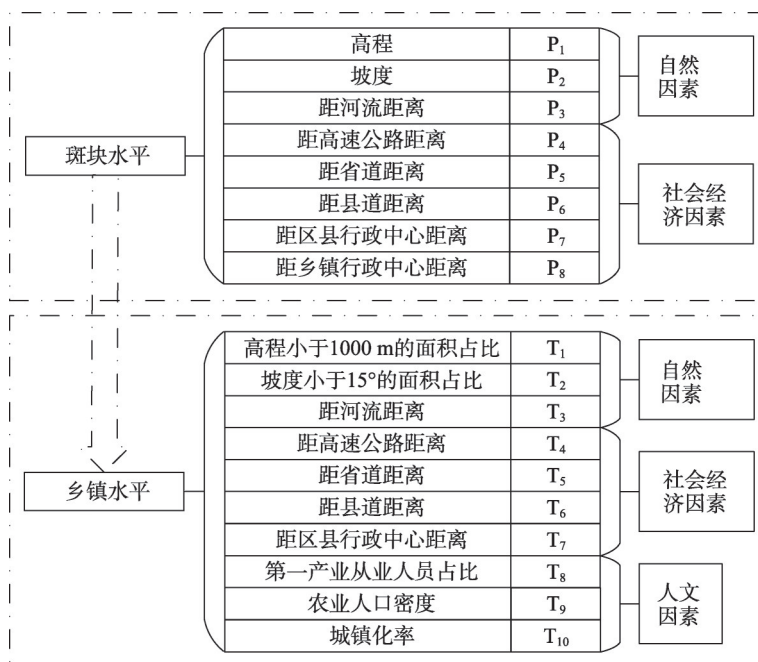 高程 P₁
坡度 P₂
距河流距离 P₃
自然
因素
斑块水平
距高速公路距离 P₄
距省道距离 P₅
距县道距离 P₆
距区县行政中心距离 P₇
距乡镇行政中心距离 P₈
社会经
济因素
高程小于1000 m的面积占比 T₁
坡度小于15°的面积占比 T₂
距河流距离 T₃
自然
因素
乡镇水平
距高速公路距离 T₄
距省道距离 T₅
距县道距离 T₆
距区县行政中心距离 T₇
社会经
济因素
第一产业从业人员占比 T₈
农业人口密度 T₉
城镇化率 T₁₀
人文
因素